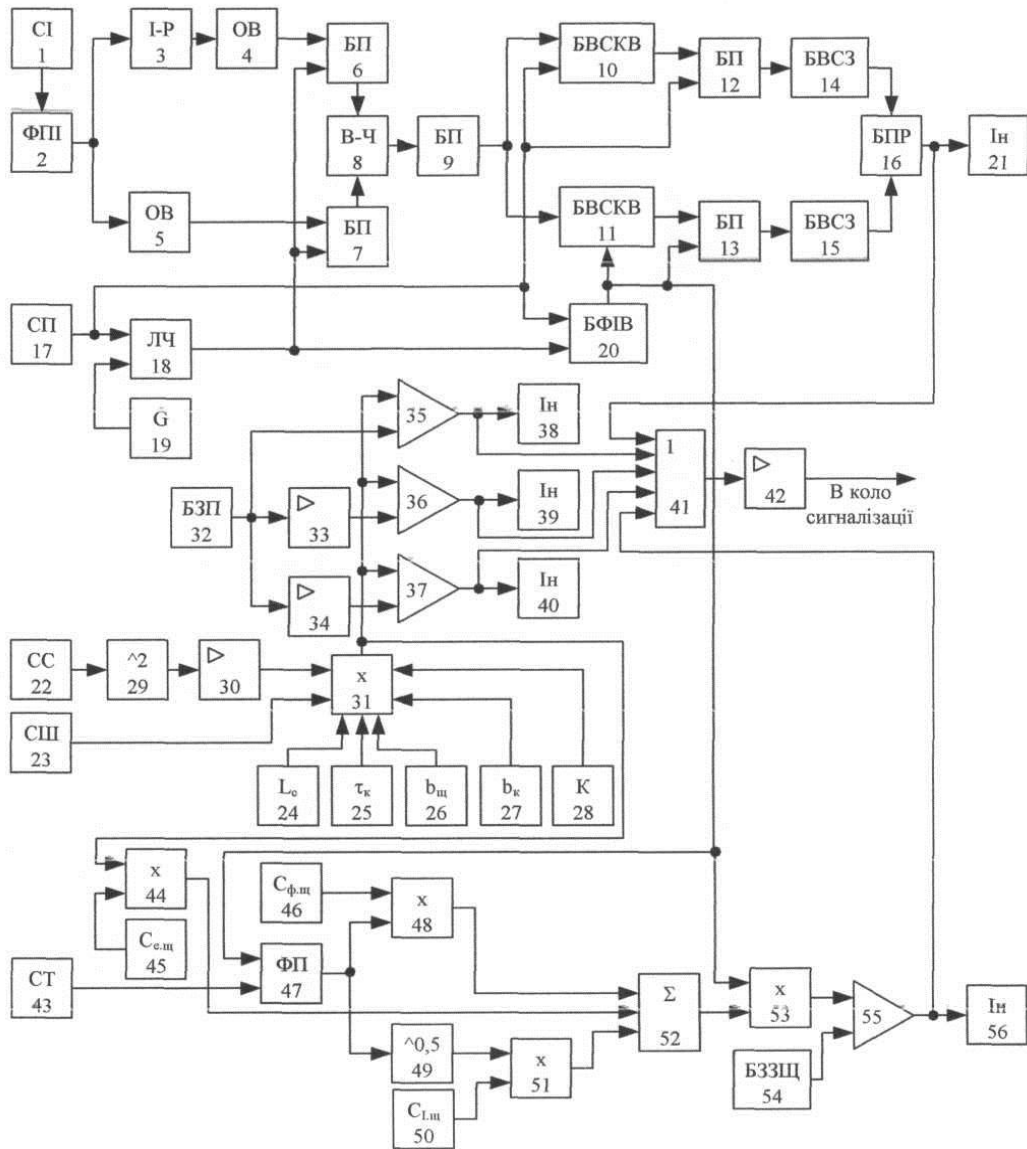 СІ
1
І-Р
3
ОВ
4
БП
6
БВСКВ
10
БП
12
БВСЗ
14
ФПІ
2
В-Ч
8
БП
9
БПР
16
Ін
21
ОВ
5
БП
7
БВСКВ
11
БП
13
БВСЗ
15
СП
17
ЛЧ
18
БФІВ
20
Ġ
19
35
Ін
38
1
41
42
В коло
сигналізації
БЗП
32
33
36
Ін
39
34
37
Ін
40
СС
22
^2
29
30
х
31
СШ
23
Lс
24
τк
25
bщ
26
bк
27
К
28
х
44
Сф.щ
46
х
48
Се.щ
45
СТ
43
ФП
47
Σ
52
х
53
55
Ін
56
^0,5
49
х
51
БЗЗЩ
54
СІ.щ
50